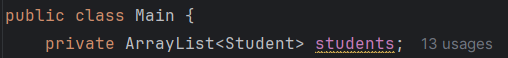 public class Main {
private ArrayList<Student> students; 13 usages